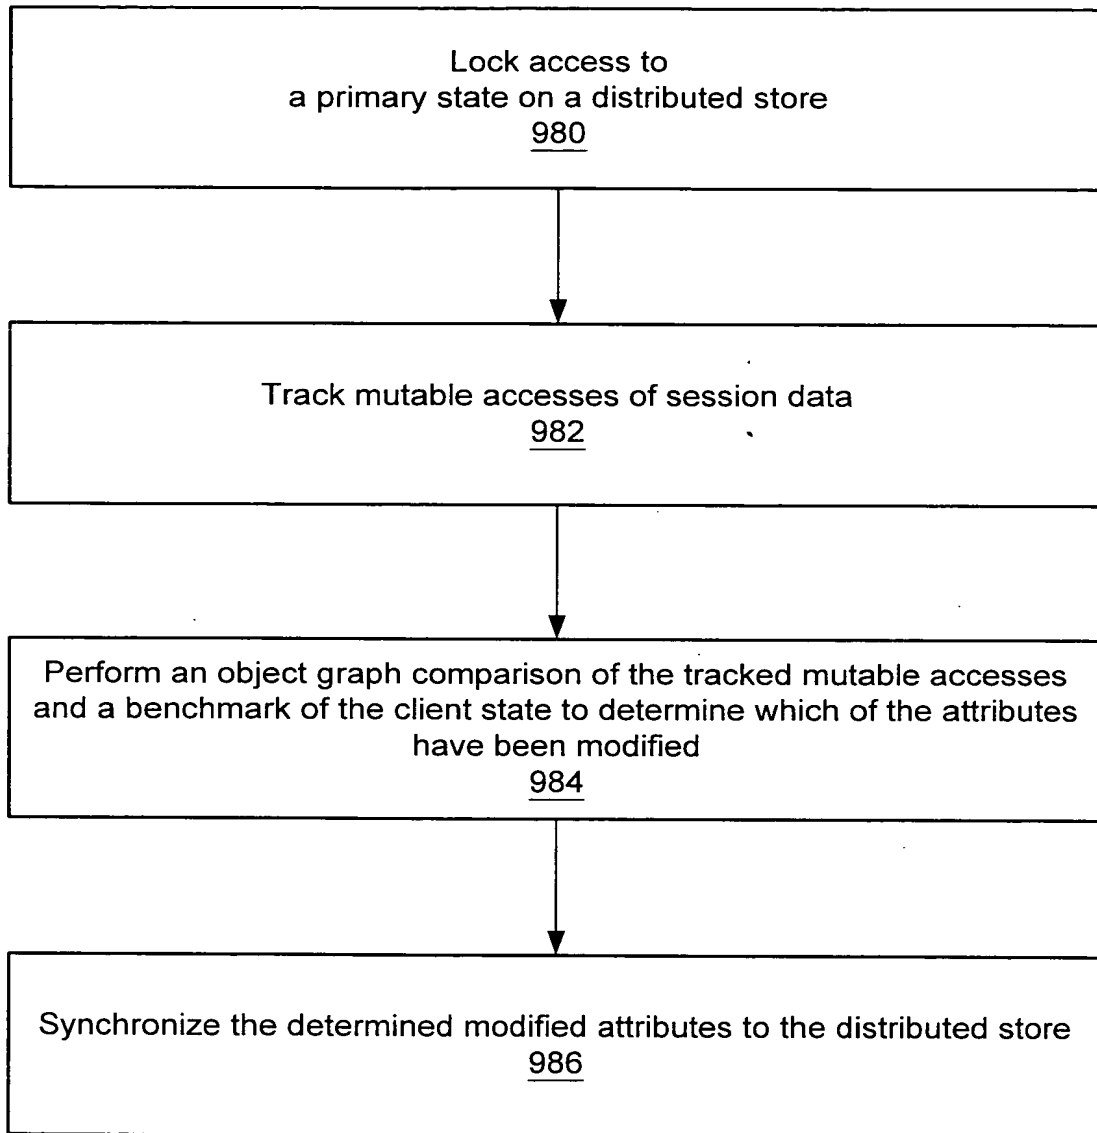 Lock access to
a primary state on a distributed store
980
Track mutable accesses of session data
982
Perform an object graph comparison of the tracked mutable accesses
and a benchmark of the client state to determine which of the attributes
have been modified
984
Synchronize the determined modified attributes to the distributed store
986